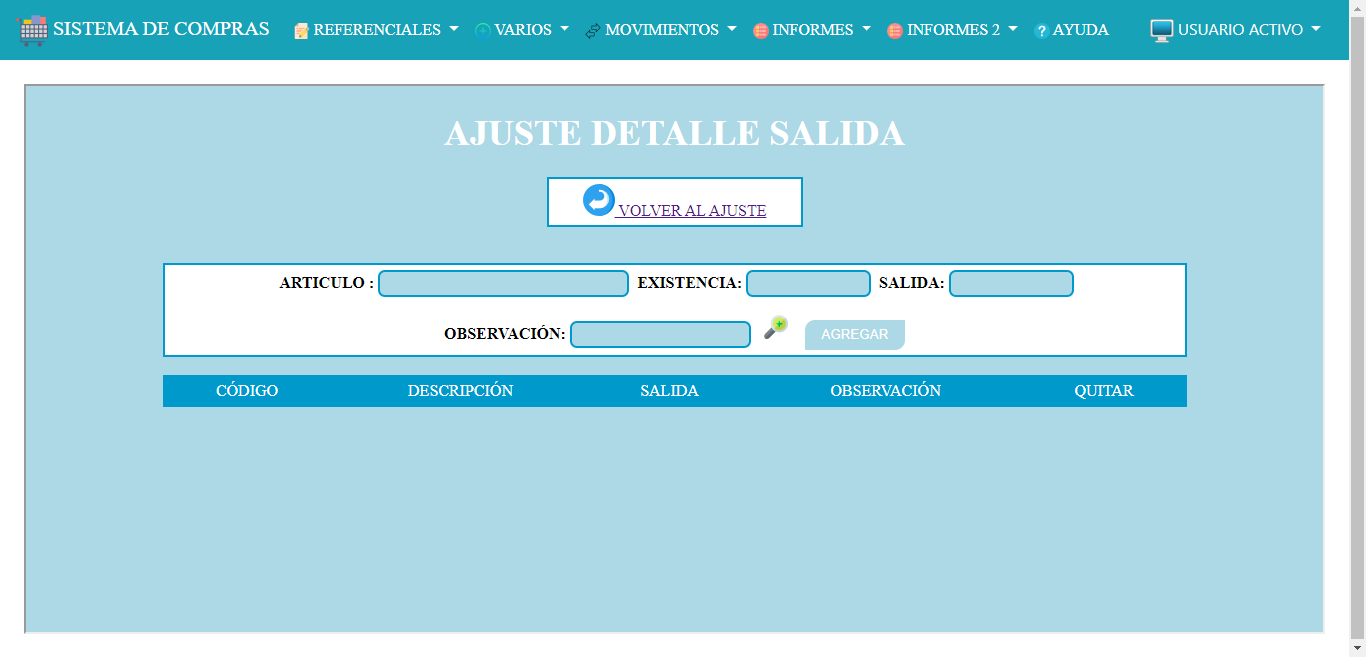 SISTEMA DE COMPRAS REFERENCIALES VARIOS MOVIMIENTOS INFORMES INFORMES 2 ? AYUDA USUARIO ACTIVO
AJUSTE DETALLE SALIDA
VOLVER AL AJUSTE
ARTICULO : EXISTENCIA: SALIDA:
OBSERVACIÓN: AGREGAR
CÓDIGO DESCRIPCIÓN SALIDA OBSERVACIÓN QUITAR